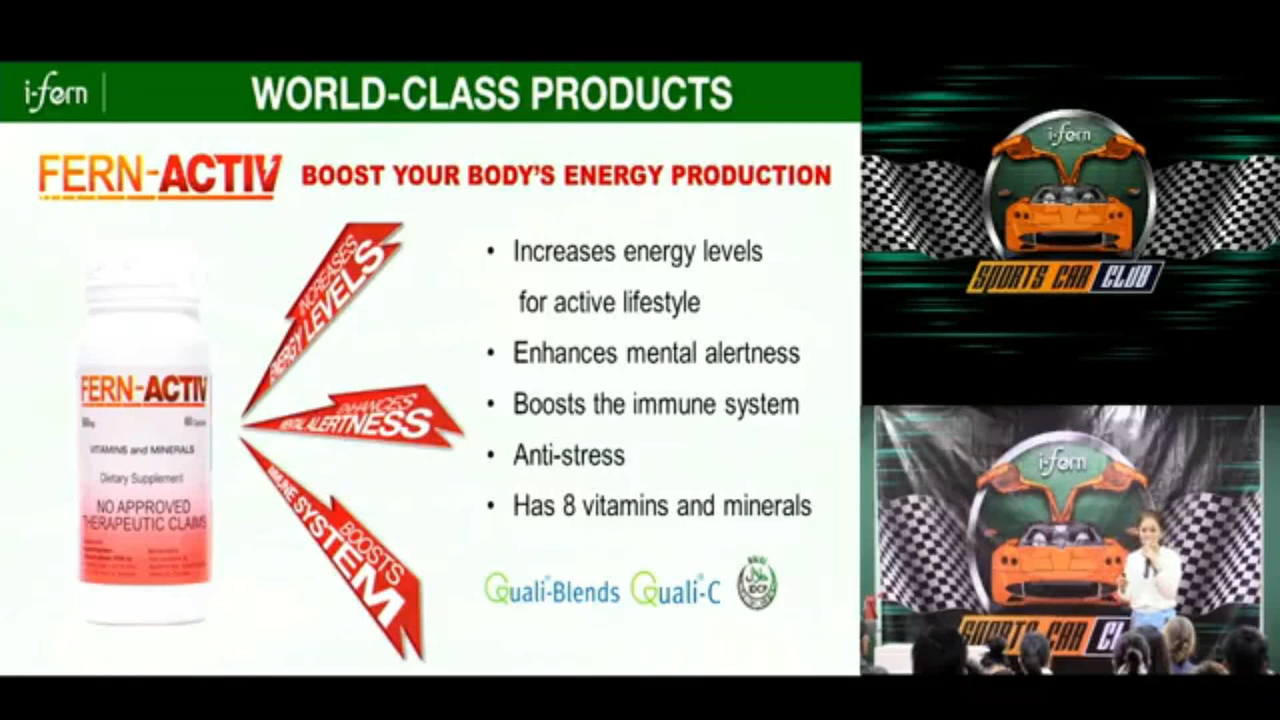 i-fern
WORLD-CLASS PRODUCTS
FERN-ACTIV
BOOST YOUR BODY'S ENERGY PRODUCTION
INCREASES
ENERGY LEVELS
ENHANCES
MENTAL ALERTNESS
BOOSTS
IMMUNE SYSTEM
• Increases energy levels
for active lifestyle
• Enhances mental alertness
• Boosts the immune system
• Anti-stress
• Has 8 vitamins and minerals
FERN-ACTIV
VITAMINS and MINERALS
Dietary Supplement
NO APPROVED
THERAPEUTIC CLAIMS
Quali®-Blends
Quali®-C
IDCP
i-fern
SPORTS CAR CLUB
i-fern
SPORTS CAR CL